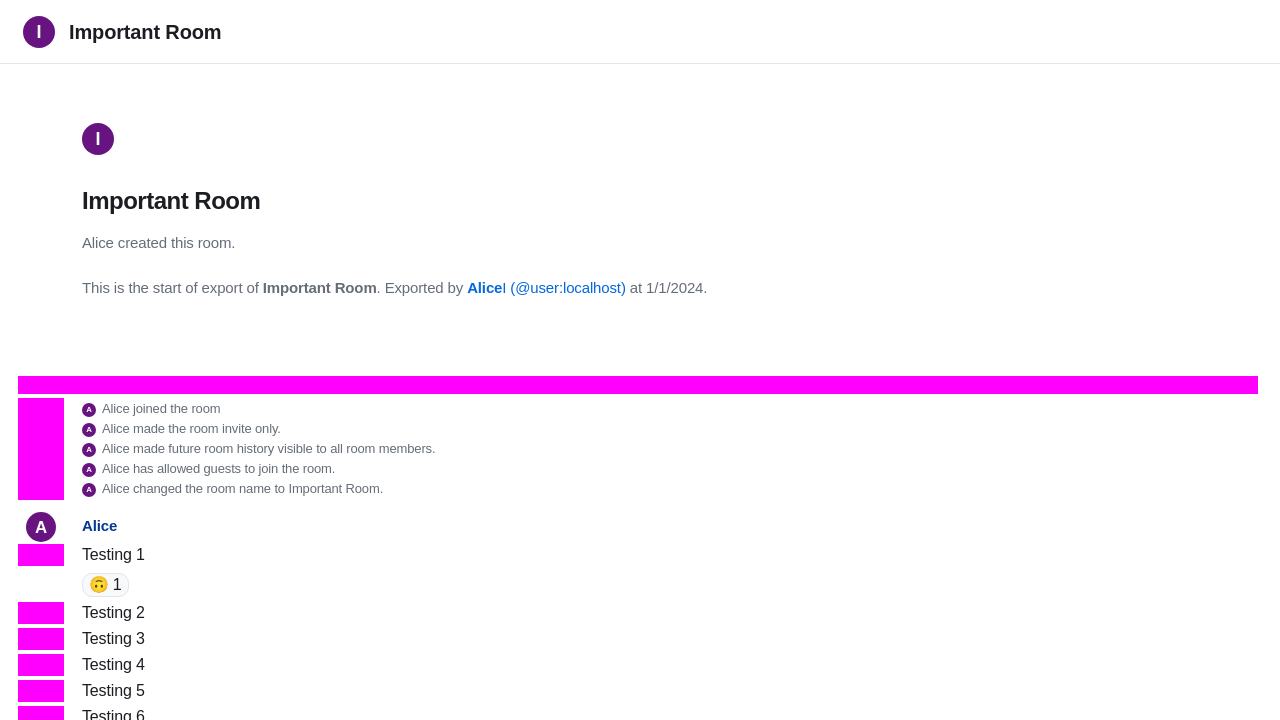 I Important Room
I
Important Room
Alice created this room.
This is the start of export of Important Room. Exported by AliceI (@user:localhost) at 1/1/2024.
A Alice joined the room
A Alice made the room invite only.
A Alice made future room history visible to all room members.
A Alice has allowed guests to join the room.
A Alice changed the room name to Important Room.
A Alice
Testing 1
🙃 1
Testing 2
Testing 3
Testing 4
Testing 5
Testing 6